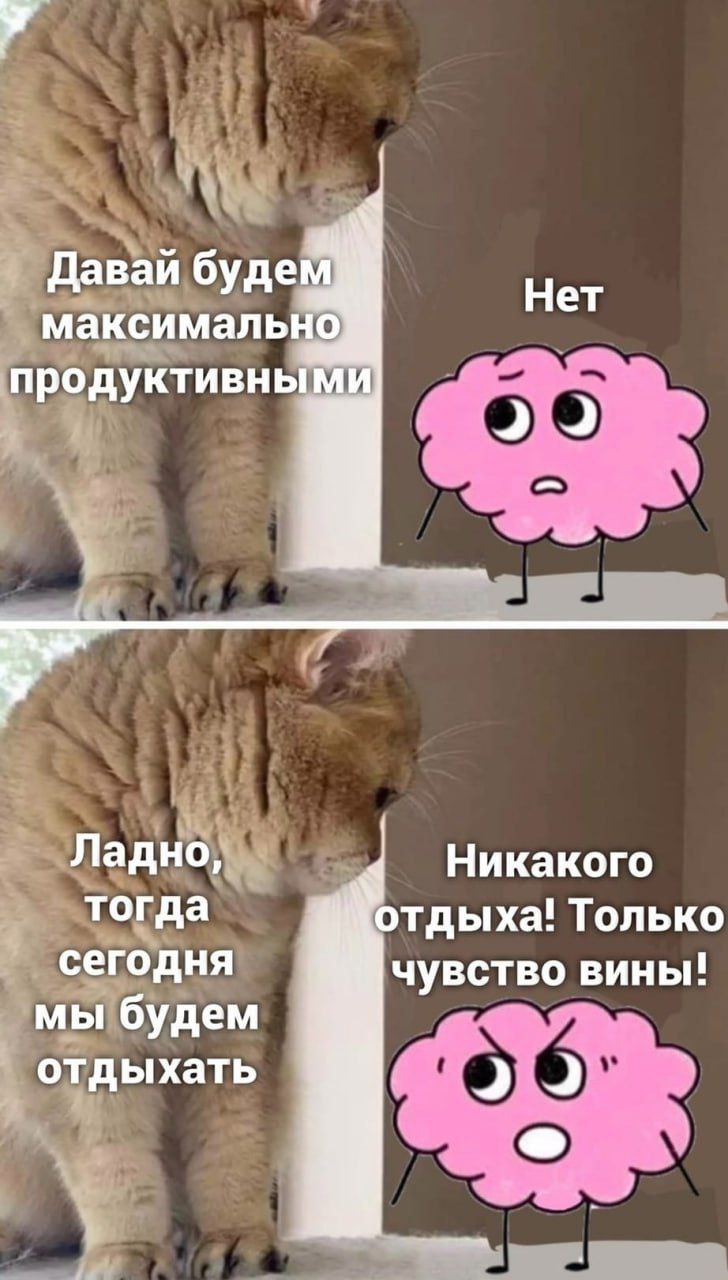 Давай будем
максимально
продуктивными
Нет
Ладно,
тогда
сегодня
мы будем
отдыхать
Никакого
отдыха! Только
чувство вины!